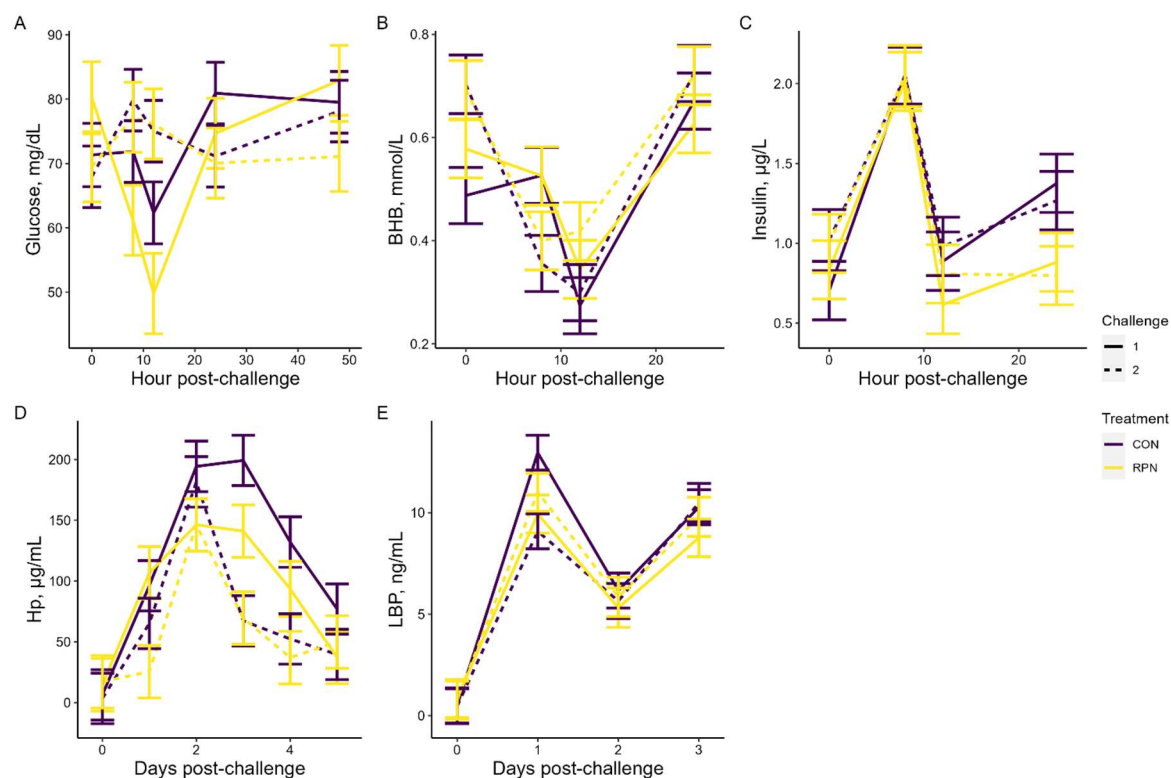 A
Glucose, mg/dL
90
80
70
60
50
0 10 20 30 40 50
Hour post-challenge
B
BHB, mmol/L
0.8
0.6
0.4
0.2
0 10 20
Hour post-challenge
C
Insulin, µg/L
2.0
1.5
1.0
0.5
0 10 20
Hour post-challenge
Challenge
1
2
Treatment
CON
RPN
D
Hp, µg/mL
200
150
100
50
0
0 2 4
Days post-challenge
E
LBP, ng/mL
10
5
0
0 1 2 3
Days post-challenge